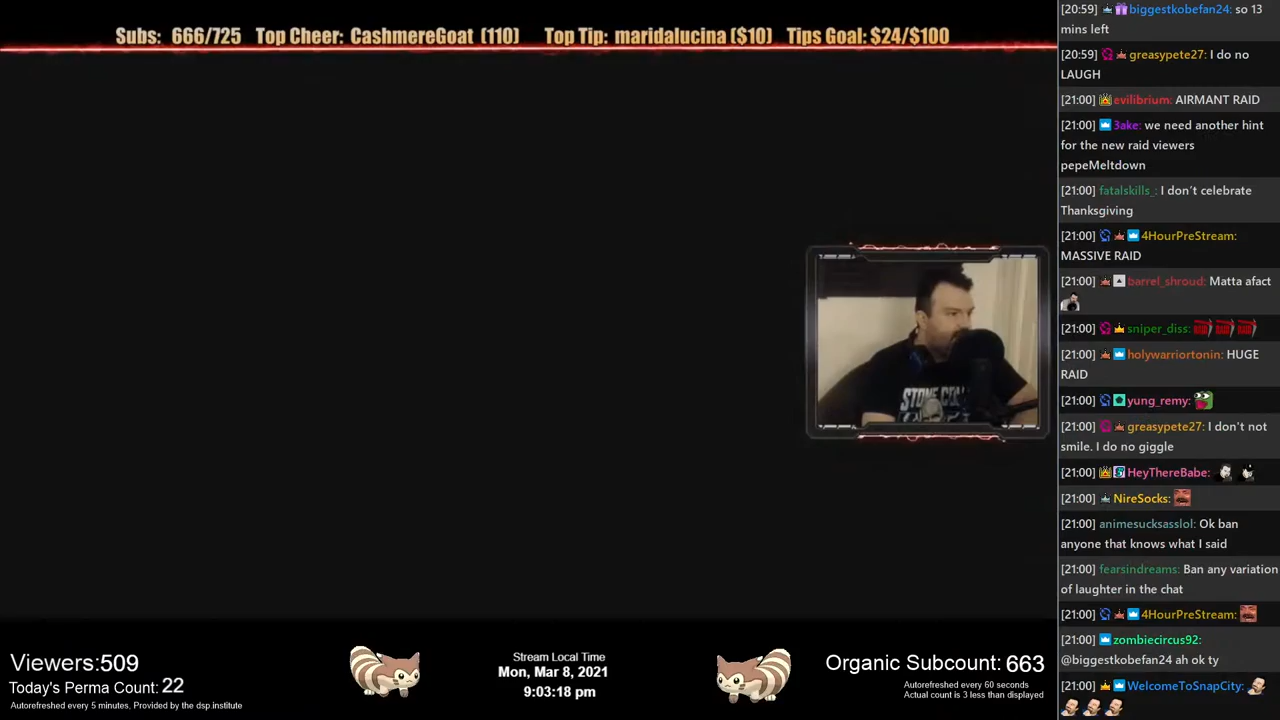 Subs: 666/725 Top Cheer: CashmereGoat (110) Top Tip: maridalucina ($10) Tips Goal: $24/$100
STONE COL
Viewers:509
Today's Perma Count: 22
Autorefreshed every 5 minutes, Provided by the dsp.institute
Stream Local Time
Mon, Mar 8, 2021
9:03:18 pm
Organic Subcount: 663
Autorefreshed every 60 seconds
Actual count is 3 less than displayed
[20:59] biggestkobefan24: so 13
mins left
[20:59] greasypete27: I do no
LAUGH
[21:00] evilibrium: AIRMANT RAID
[21:00] 3ake: we need another hint
for the new raid viewers
pepeMeltdown
[21:00] fatalskills_: I don't celebrate
Thanksgiving
[21:00] 4HourPreStream:
MASSIVE RAID
[21:00] barrel_shroud: Matta afact
[21:00] sniper_diss:
[21:00] holywarriortonin: HUGE
RAID
[21:00] yung_remy:
[21:00] greasypete27: I don't not
smile. I do no giggle
[21:00] HeyThereBabe:
[21:00] NireSocks:
[21:00] animesucksasslol: Ok ban
anyone that knows what I said
[21:00] fearsindreams: Ban any variation
of laughter in the chat
[21:00] 4HourPreStream:
[21:00] zombiecircus92:
@biggestkobefan24 ah ok ty
[21:00] WelcomeToSnapCity: